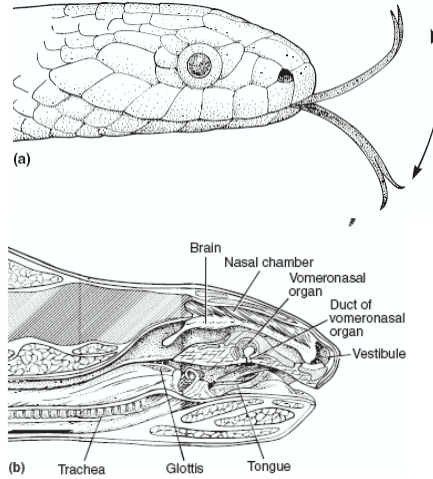 (a)
Brain
Nasal chamber
Vomeronasal
organ
Duct of
vomeronasal
organ
Vestibule
(b)
Trachea
Glottis
Tongue